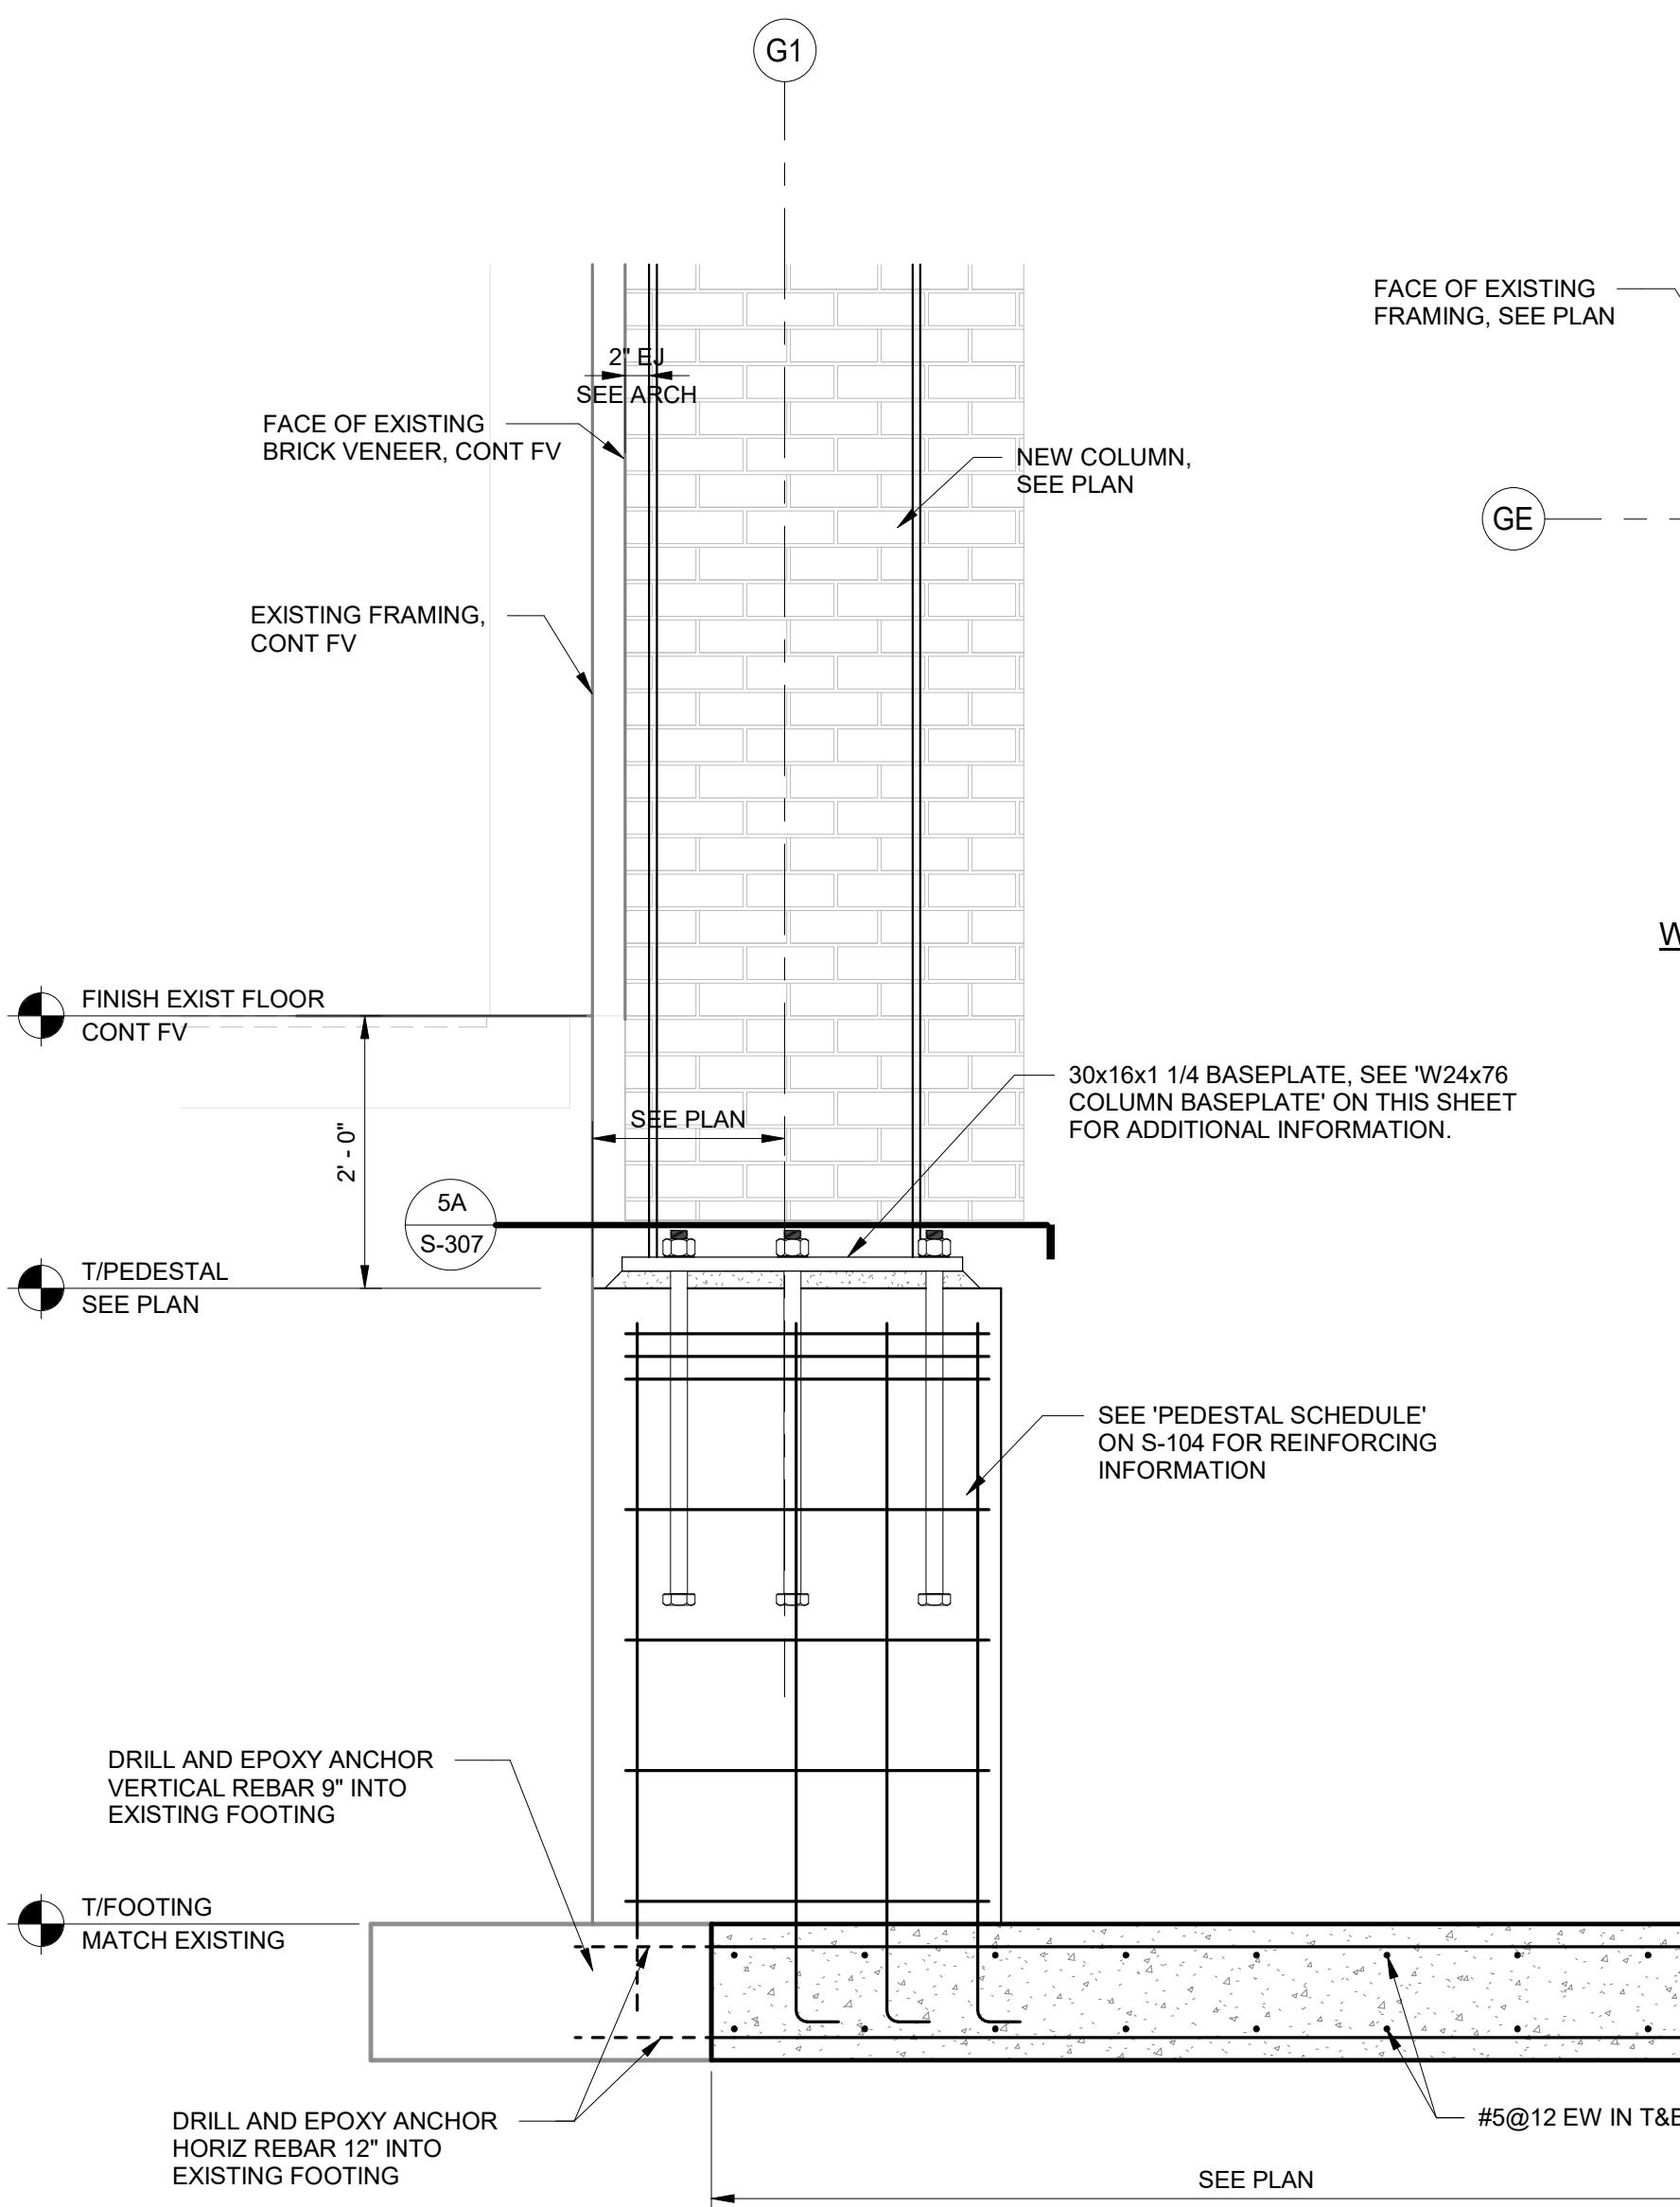 G1
FACE OF EXISTING
FRAMING, SEE PLAN
2" EJ
SEE ARCH
FACE OF EXISTING
BRICK VENEER, CONT FV
NEW COLUMN,
SEE PLAN
GE
EXISTING FRAMING,
CONT FV
W
FINISH EXIST FLOOR
CONT FV
30x16x1 1/4 BASEPLATE, SEE 'W24x76
COLUMN BASEPLATE' ON THIS SHEET
FOR ADDITIONAL INFORMATION.
SEE PLAN
2' - 0"
5A
S-307
T/PEDESTAL
SEE PLAN
SEE 'PEDESTAL SCHEDULE'
ON S-104 FOR REINFORCING
INFORMATION
DRILL AND EPOXY ANCHOR
VERTICAL REBAR 9" INTO
EXISTING FOOTING
T/FOOTING
MATCH EXISTING
#5@12 EW IN T&
DRILL AND EPOXY ANCHOR
HORIZ REBAR 12" INTO
EXISTING FOOTING
SEE PLAN